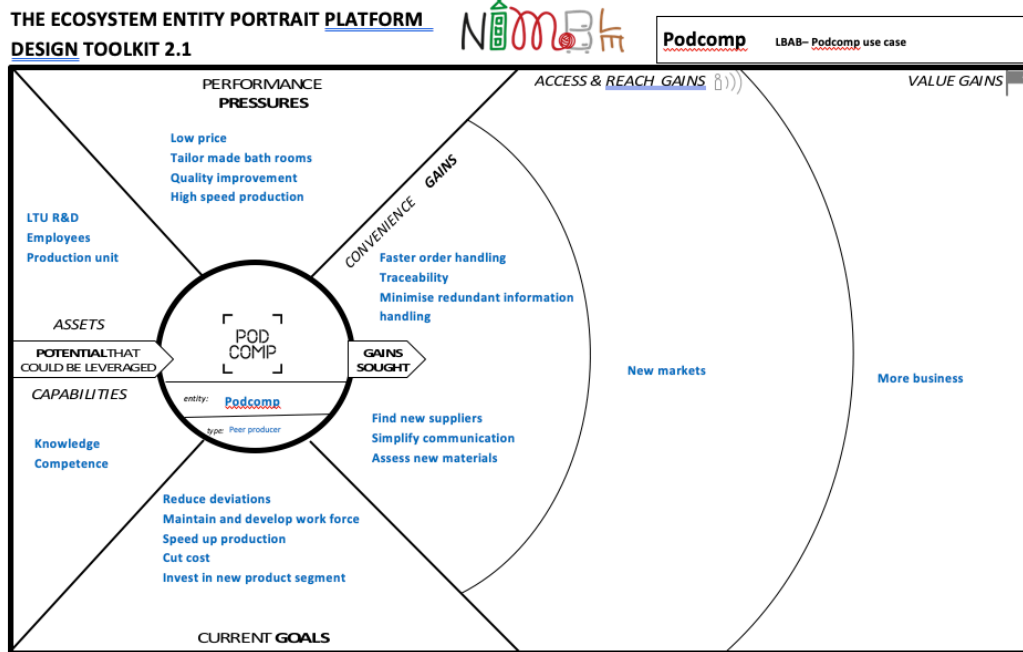 THE ECOSYSTEM ENTITY PORTRAIT PLATFORM
DESIGN TOOLKIT 2.1
NIMBLE
Podcomp LBAB– Podcomp use case
PERFORMANCE
PRESSURES
Low price
Tailor made bath rooms
Quality improvement
High speed production
ACCESS & REACH GAINS
VALUE GAINS
CONVENIENCE GAINS
LTU R&D
Employees
Production unit
Faster order handling
Traceability
Minimise redundant information
handling
ASSETS
POTENTIAL THAT
COULD BE LEVERAGED
CAPABILITIES
Knowledge
Competence
POD
COMP
entity: Podcomp
type: Peer producer
GAINS
SOUGHT
Find new suppliers
Simplify communication
Assess new materials
New markets
More business
Reduce deviations
Maintain and develop work force
Speed up production
Cut cost
Invest in new product segment
CURRENT GOALS